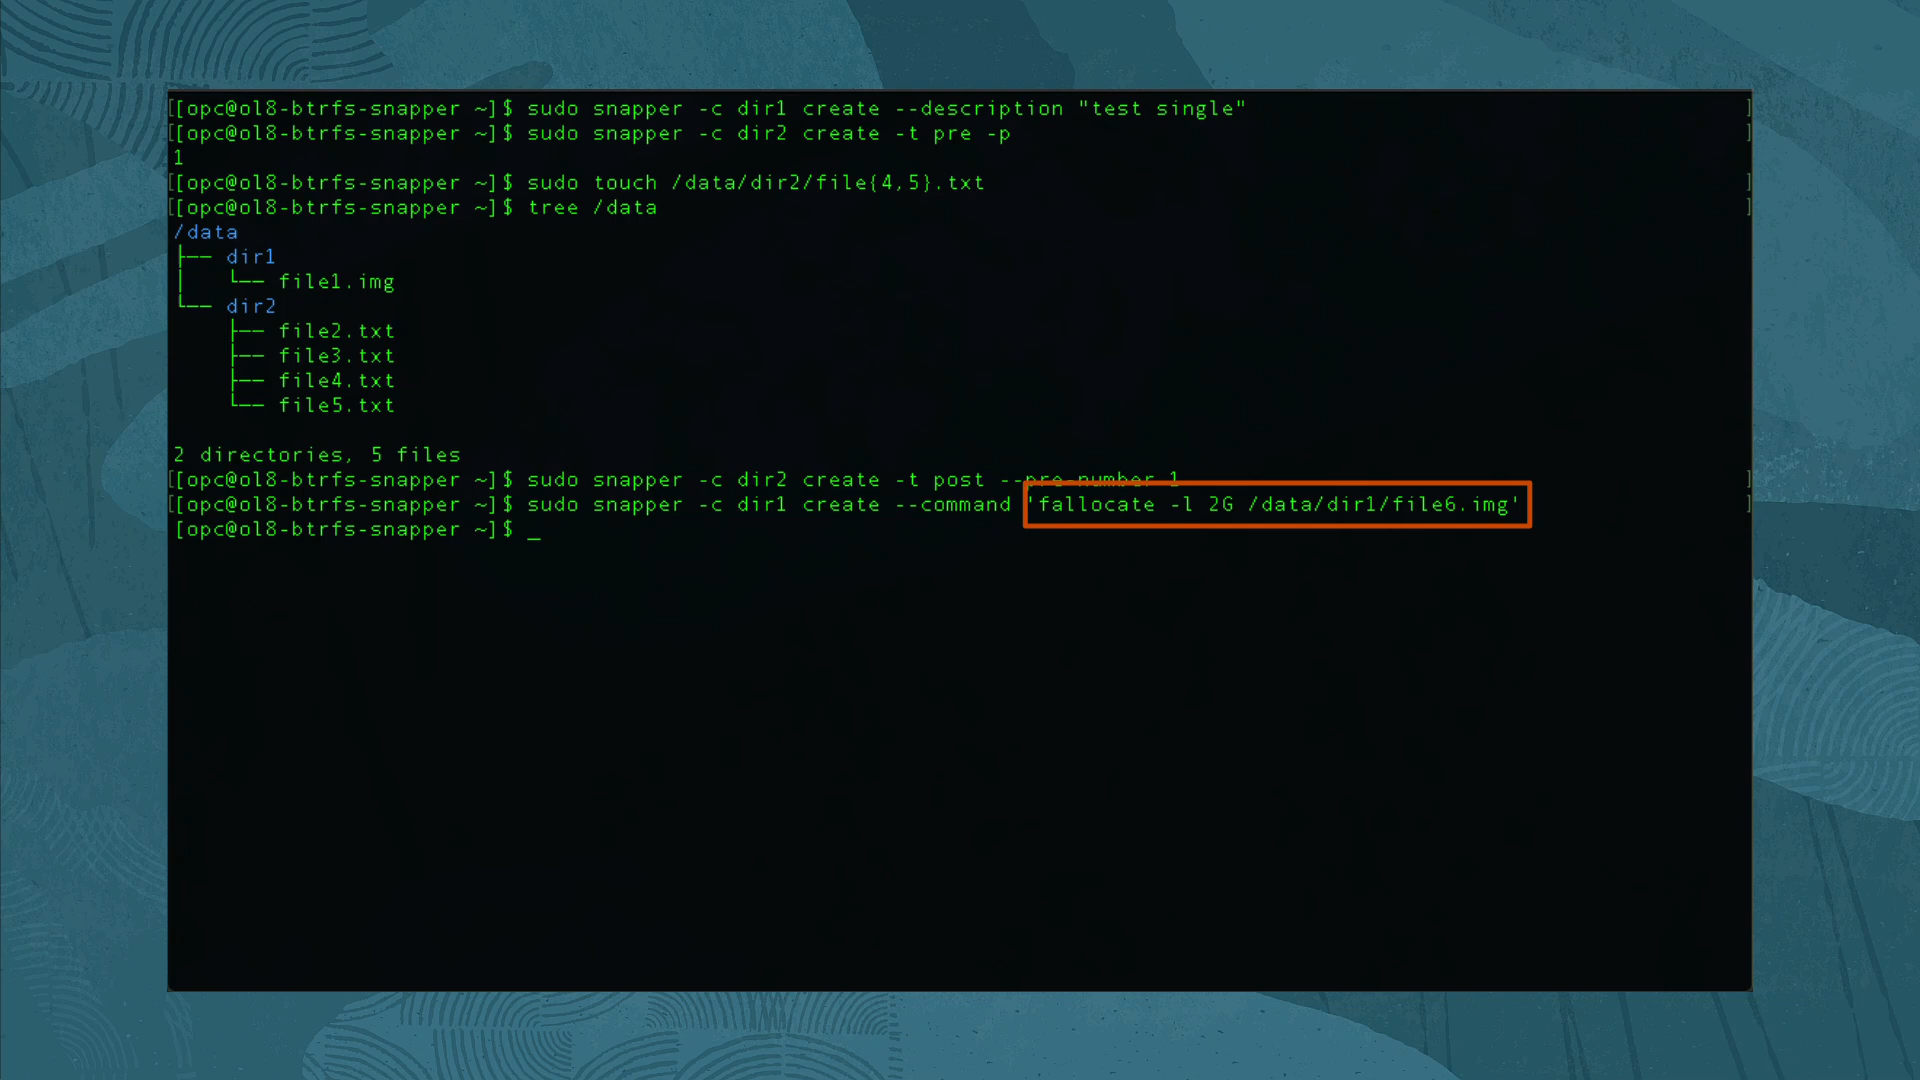 [[opc@ol8-btrfs-snapper ~]$ sudo snapper -c dir1 create --description "test single" ]
[[opc@ol8-btrfs-snapper ~]$ sudo snapper -c dir2 create -t pre -p ]
1
[[opc@ol8-btrfs-snapper ~]$ sudo touch /data/dir2/file{4,5}.txt ]
[[opc@ol8-btrfs-snapper ~]$ tree /data ]
/data
├── dir1
│   └── file1.img
└── dir2
    ├── file2.txt
    ├── file3.txt
    ├── file4.txt
    └── file5.txt
2 directories, 5 files
[[opc@ol8-btrfs-snapper ~]$ sudo snapper -c dir2 create -t post --pre-number 1 ]
[[opc@ol8-btrfs-snapper ~]$ sudo snapper -c dir1 create --command 'fallocate -l 2G /data/dir1/file6.img' ]
[opc@ol8-btrfs-snapper ~]$ _